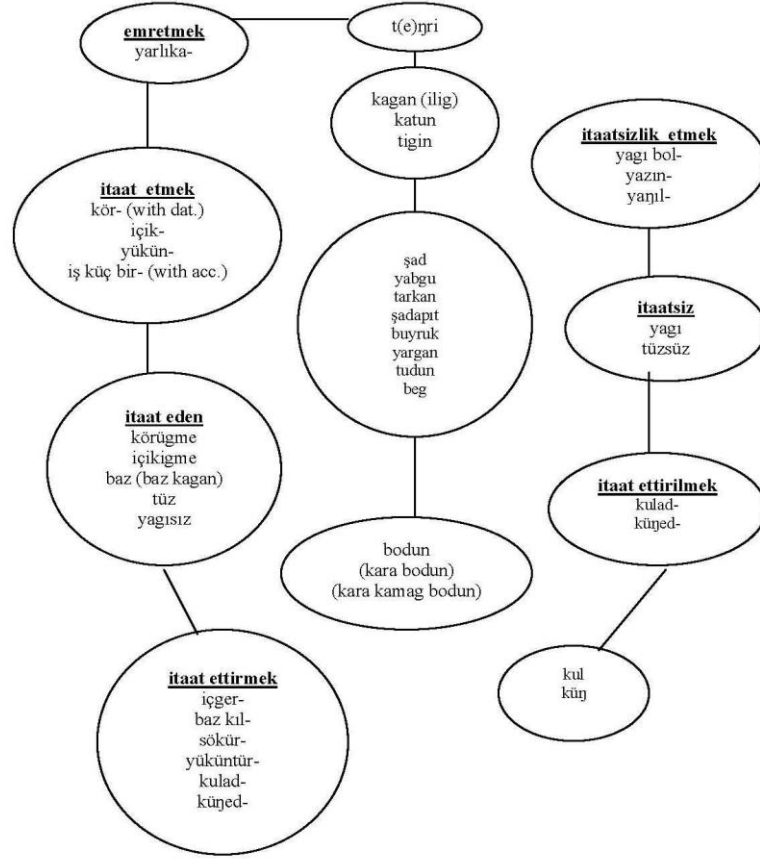 emretmek
yarlıka-
t(e)ŋri
kagan (ilig)
katun
tigin
itaatsizlik etmek
yagı bol-
yazın-
yaŋıl-
itaat etmek
kör- (with dat.)
içik-
yükün-
iş küç bir- (with acc.)
şad
yabgu
tarkan
şadapıt
buyruk
yargan
tudun
beg
itaatsiz
yagı
tüzsüz
itaat eden
körügme
içikigme
baz (baz kagan)
tüz
yagısız
itaat ettirilmek
kulad-
küŋed-
bodun
(kara bodun)
(kara kamag bodun)
itaat ettirmek
içger-
baz kıl-
sökür-
yüküntür-
kulad-
küŋed-
kul
küŋ